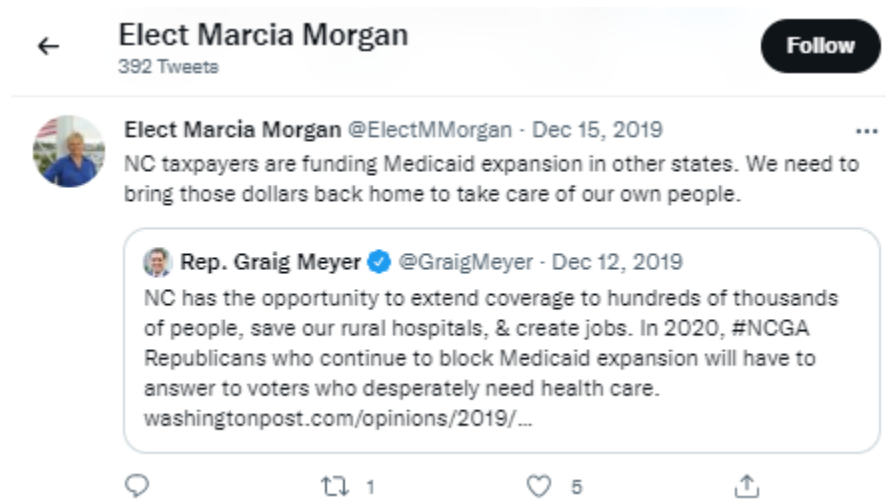 Elect Marcia Morgan
392 Tweets
Follow
Elect Marcia Morgan @ElectMMorgan · Dec 15, 2019
NC taxpayers are funding Medicaid expansion in other states. We need to
bring those dollars back home to take care of our own people.
Rep. Graig Meyer @GraigMeyer · Dec 12, 2019
NC has the opportunity to extend coverage to hundreds of thousands
of people, save our rural hospitals, & create jobs. In 2020, #NCGA
Republicans who continue to block Medicaid expansion will have to
answer to voters who desperately need health care.
washingtonpost.com/opinions/2019/…
1 5